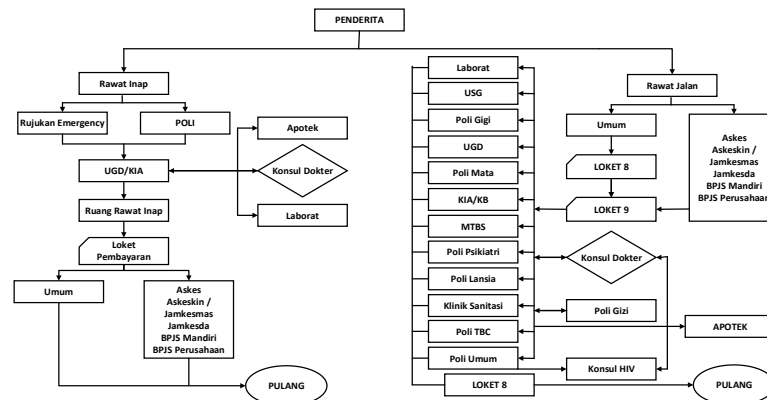 PENDERITA
Rawat Inap
Rujukan Emergency
POLI
UGD/KIA
Ruang Rawat Inap
Loket
Pembayaran
Umum
Askes
Askeskin /
Jamkesmas
Jamkesda
BPJS Mandiri
BPJS Perusahaan
PULANG
Apotek
Konsul Dokter
Laborat
Laborat
USG
Poli Gigi
UGD
Poli Mata
KIA/KB
MTBS
Poli Psikiatri
Poli Lansia
Klinik Sanitasi
Poli TBC
Poli Umum
LOKET 8
Rawat Jalan
Umum
LOKET 8
LOKET 9
Askes
Askeskin /
Jamkesmas
Jamkesda
BPJS Mandiri
BPJS Perusahaan
Konsul Dokter
Poli Gizi
APOTEK
Konsul HIV
PULANG